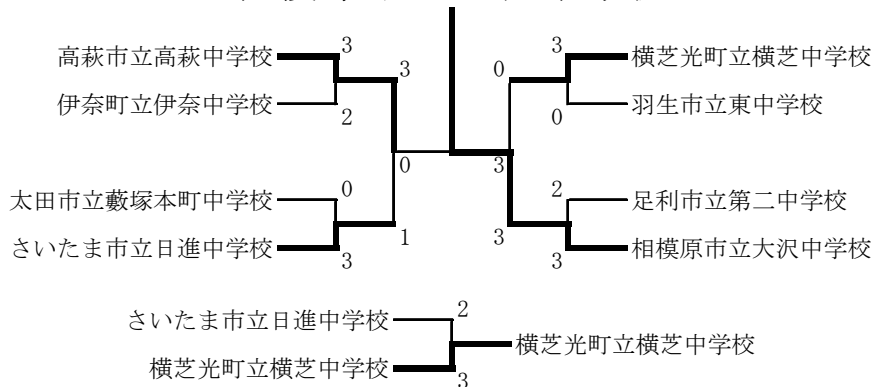 高萩市立高萩中学校 3 3 0 3 横芝光町立横芝中学校
伊奈町立伊奈中学校 2 0 羽生市立東中学校
0 3
太田市立藪塚本町中学校 0 2 足利市立第二中学校
さいたま市立日進中学校 3 1 3 3 相模原市立大沢中学校
さいたま市立日進中学校 2
横芝光町立横芝中学校
横芝光町立横芝中学校 3